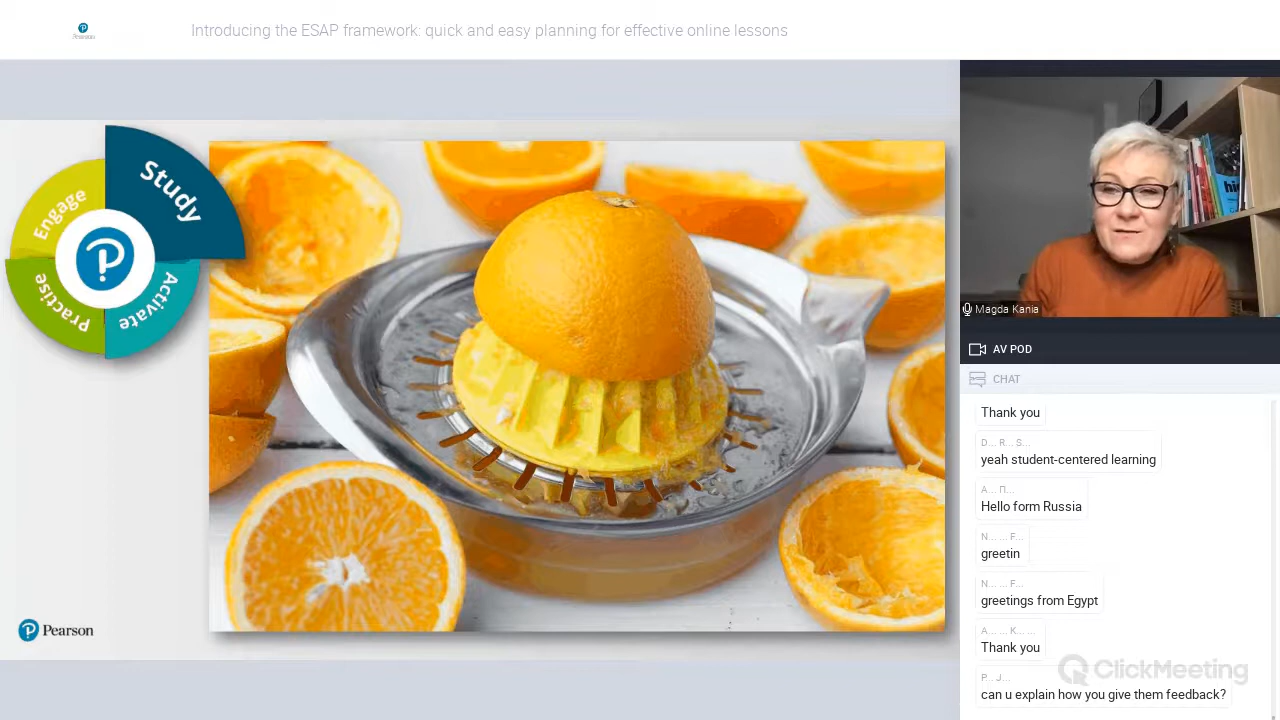 Pearson
Introducing the ESAP framework: quick and easy planning for effective online lessons
Engage
Study
Practise
Activate
Pearson
Magda Kania
AV POD
CHAT
Thank you
D... R... S...
yeah student-centered learning
А... П...
Hello form Russia
N... ... F...
greetin
N... ... F...
greetings from Egypt
A... ... K... ...
Thank you
ClickMeeting
P... J...
can u explain how you give them feedback?